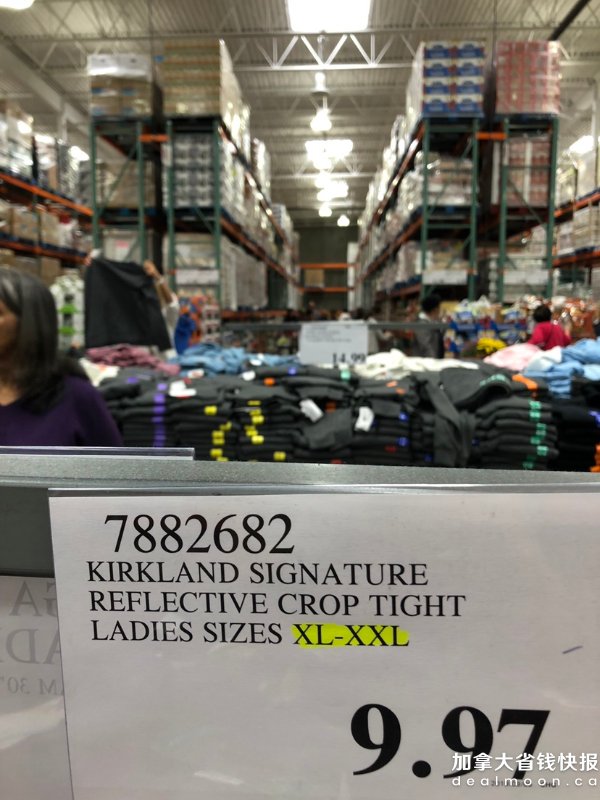 14.99
7882682
KIRKLAND SIGNATURE
REFLECTIVE CROP TIGHT
LADIES SIZES XL-XXL
9.97
加拿大省钱快报
dealmoon.ca